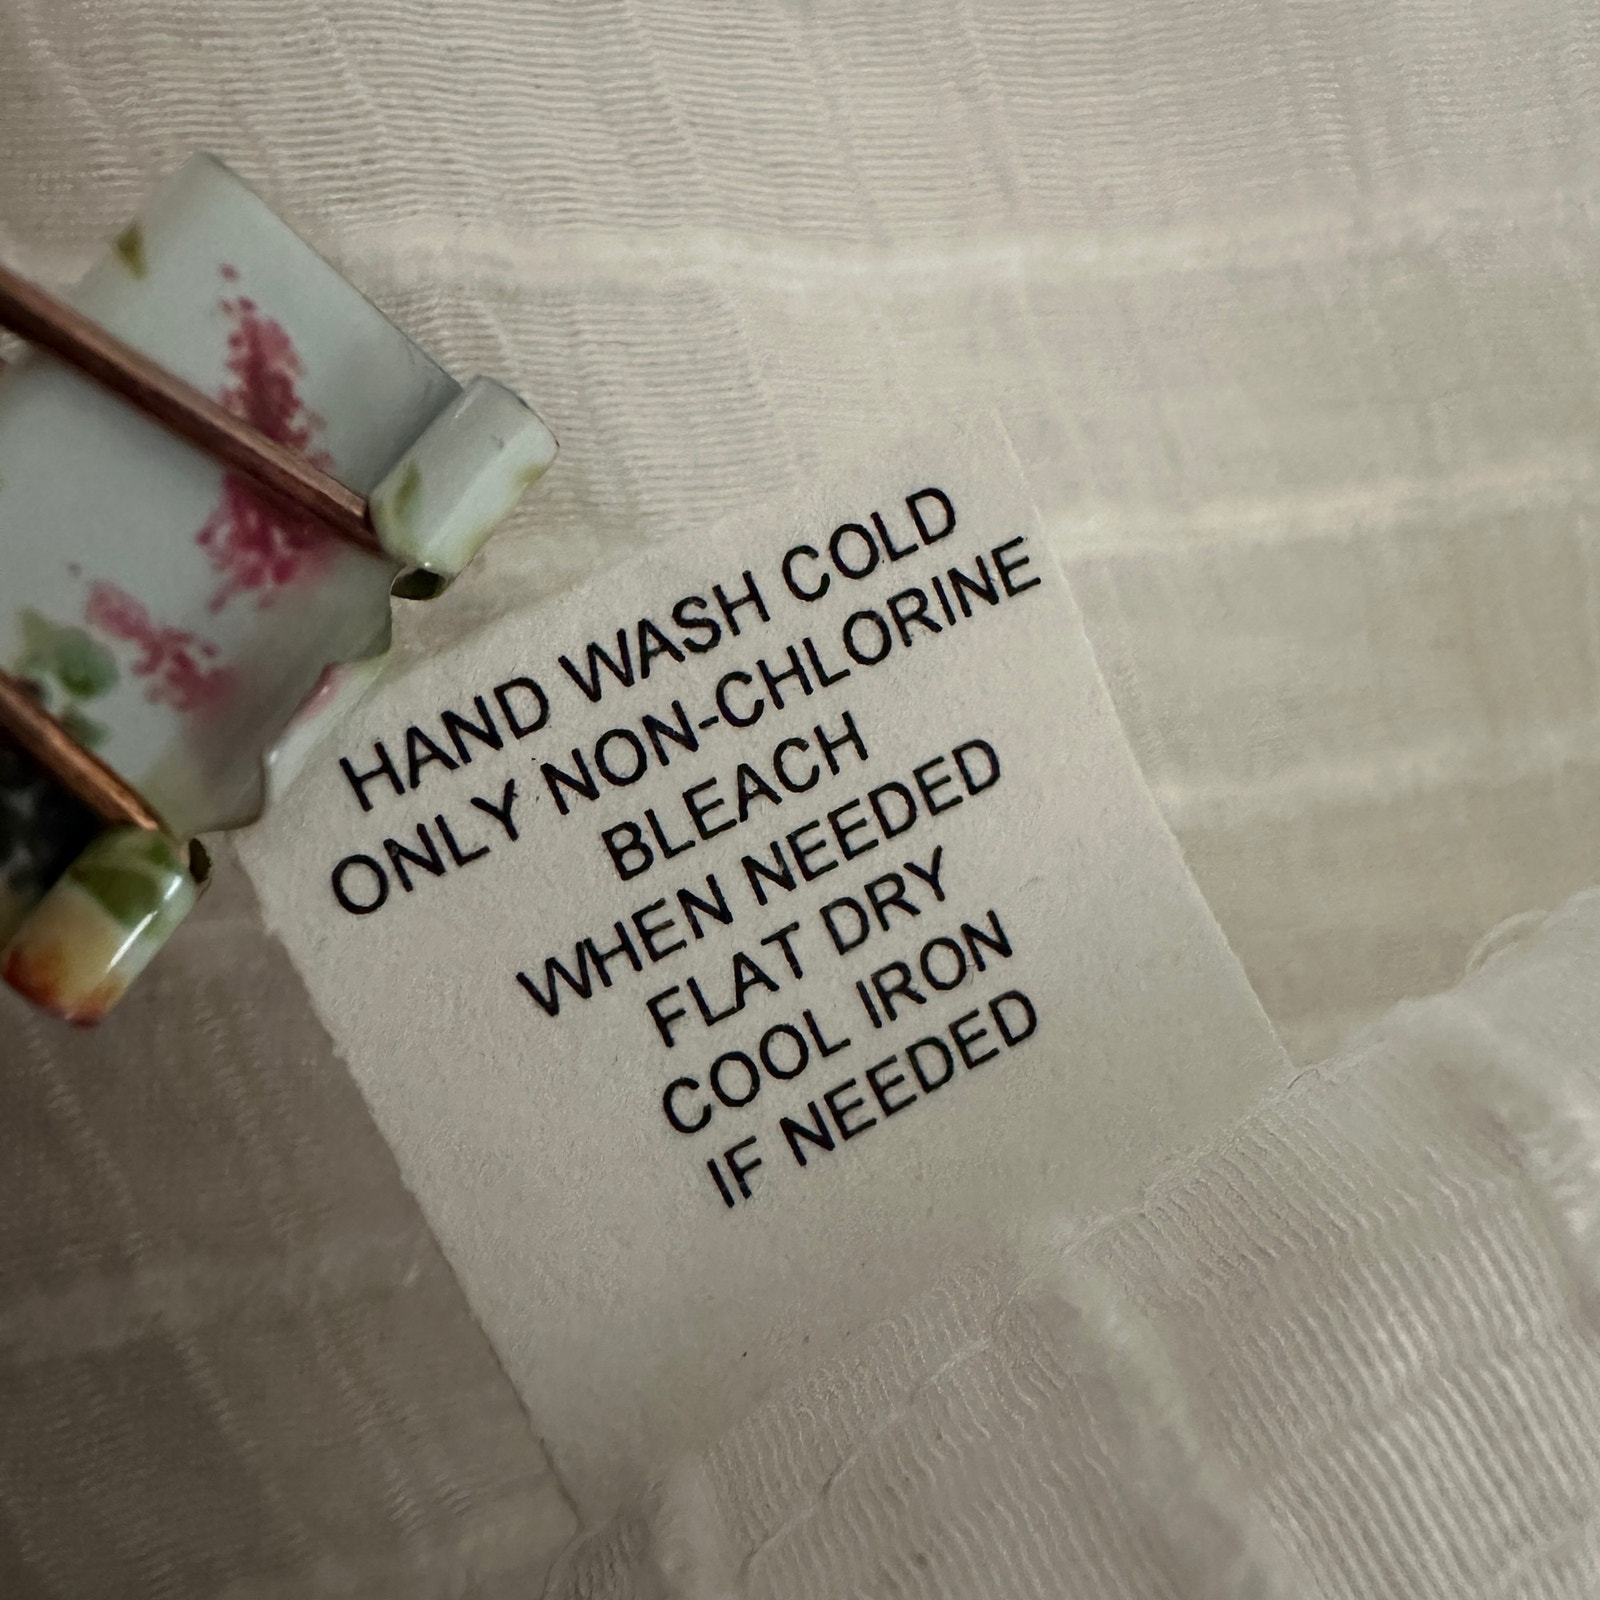 HAND WASH COLD
ONLY NON-CHLORINE
BLEACH
WHEN NEEDED
FLAT DRY
COOL IRON
IF NEEDED